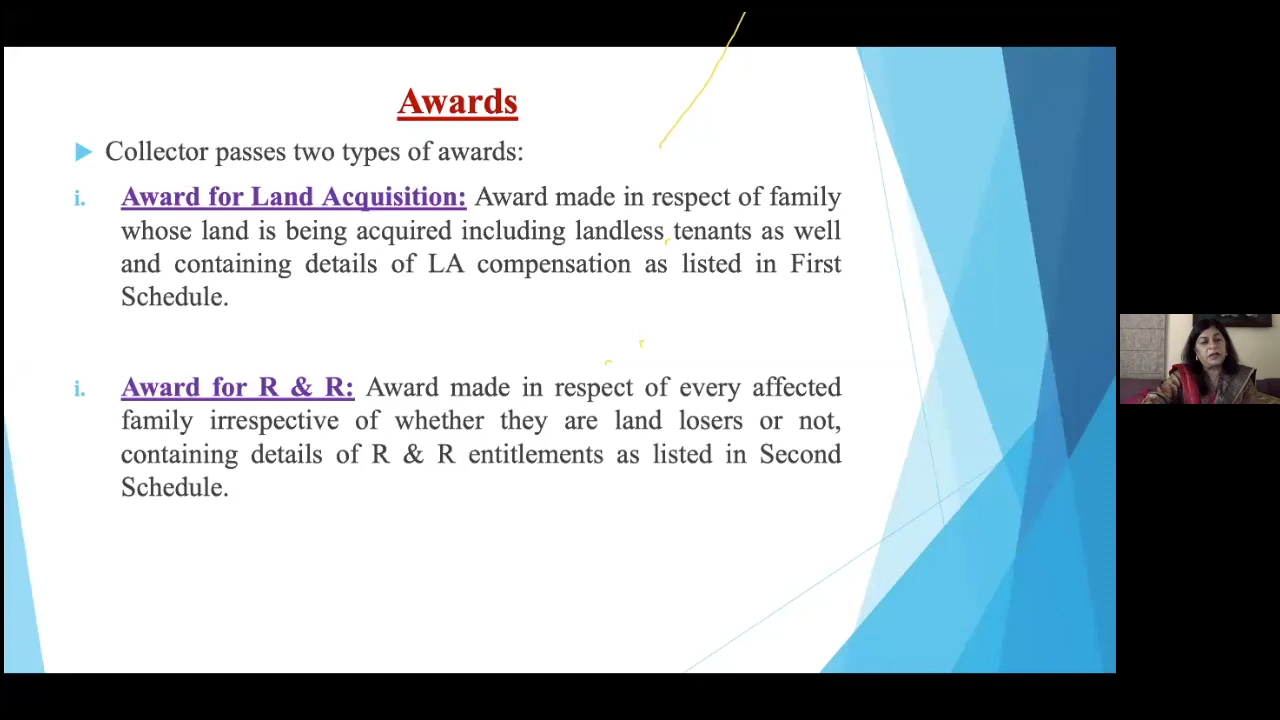 Awards
Collector passes two types of awards:
i. Award for Land Acquisition: Award made in respect of family
whose land is being acquired including landless tenants as well
and containing details of LA compensation as listed in First
Schedule.
i. Award for R & R: Award made in respect of every affected
family irrespective of whether they are land losers or not,
containing details of R & R entitlements as listed in Second
Schedule.